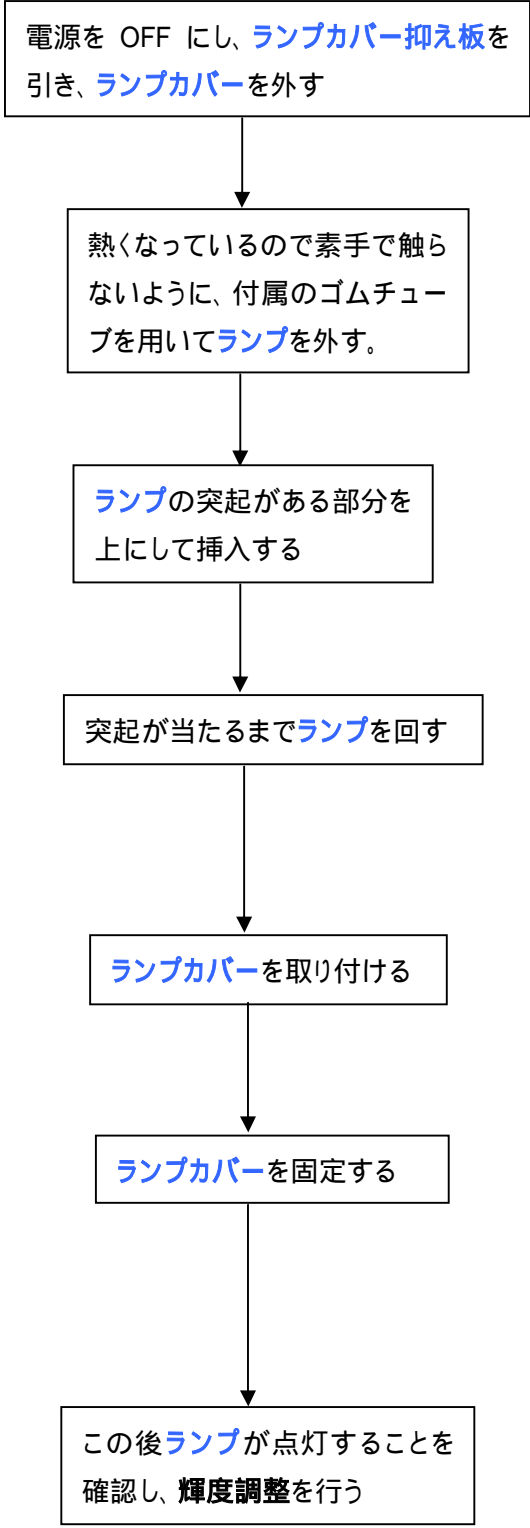 電源を OFF にし、ランプカバー抑え板を
引き、ランプカバーを外す
熱くなっているので素手で触ら
ないように、付属のゴムチュー
ブを用いてランプを外す。
ランプの突起がある部分を
上にして挿入する
突起が当たるまでランプを回す
ランプカバーを取り付ける
ランプカバーを固定する
この後ランプが点灯することを
確認し、輝度調整を行う